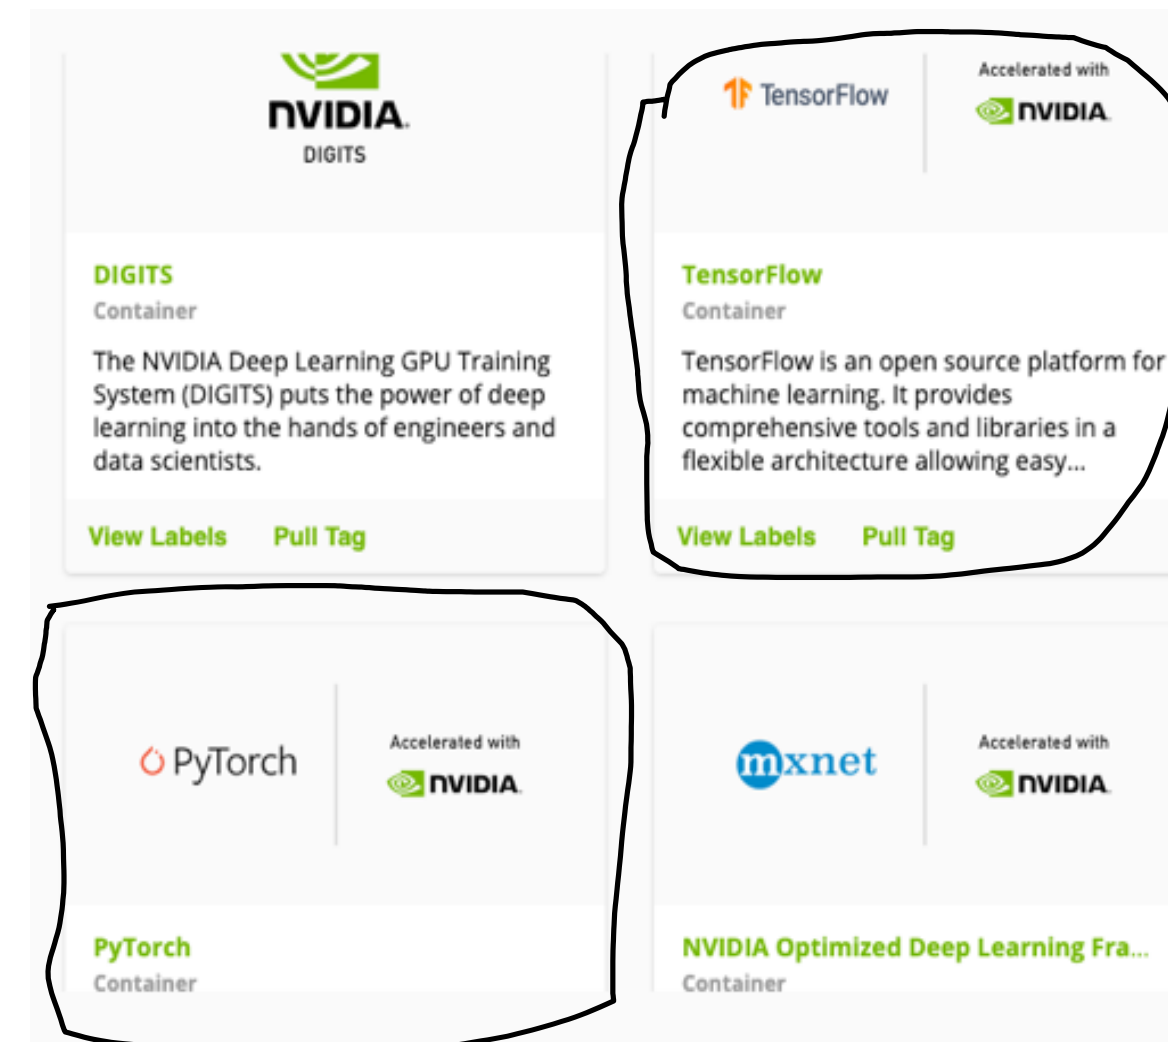 NVIDIA.
DIGITS
DIGITS
Container
The NVIDIA Deep Learning GPU Training
System (DIGITS) puts the power of deep
learning into the hands of engineers and
data scientists.
View Labels Pull Tag
TensorFlow
Accelerated with
NVIDIA.
TensorFlow
Container
TensorFlow is an open source platform for
machine learning. It provides
comprehensive tools and libraries in a
flexible architecture allowing easy...
View Labels Pull Tag
PyTorch
Accelerated with
NVIDIA.
PyTorch
Container
mxnet
Accelerated with
NVIDIA.
NVIDIA Optimized Deep Learning Fra...
Container